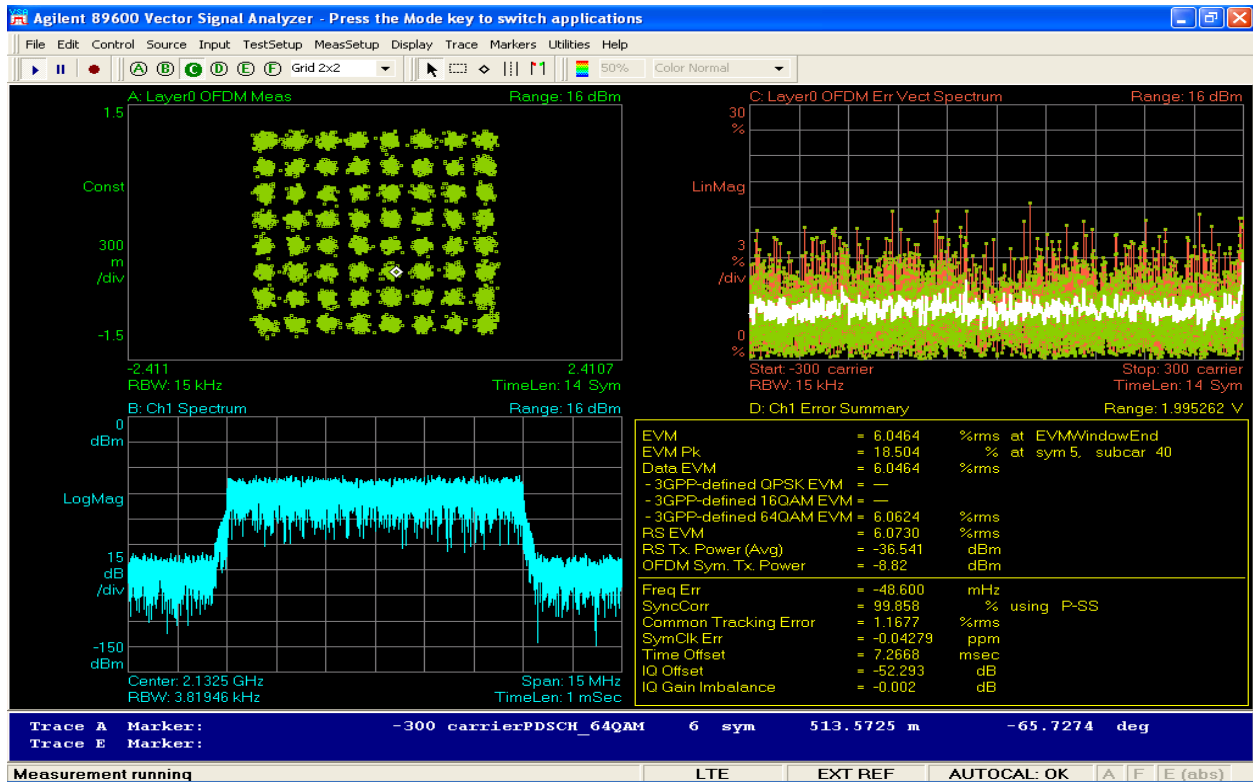 Agilent 89600 Vector Signal Analyzer - Press the Mode key to switch applications
File Edit Control Source Input TestSetup MeasSetup Display Trace Markers Utilities Help
A B C D E F Grid 2x2 50% Color Normal
A: Layer0 OFDM Meas Range: 16 dBm
1.5
Const
300
m
/div
-1.5
-2.411 2.4107
RBW: 15 kHz TimeLen: 14 Sym
C: Layer0 OFDM Err Vect Spectrum Range: 16 dBm
30
%
LinMag
3
%
/div
0
%
Start: -300 carrier Stop: 300 carrier
RBW: 15 kHz TimeLen: 14 Sym
B: Ch1 Spectrum Range: 16 dBm
0
dBm
LogMag
15
dB
/div
-150
dBm
Center: 2.1325 GHz Span: 15 MHz
RBW: 3.81946 kHz TimeLen: 1 mSec
D: Ch1 Error Summary Range: 1.995262 V
EVM = 6.0464 %rms at EVMWindowEnd
EVM Pk = 18.504 % at sym 5, subcar 40
Data EVM = 6.0464 %rms
- 3GPP-defined QPSK EVM = —
- 3GPP-defined 16QAM EVM = —
- 3GPP-defined 64QAM EVM = 6.0624 %rms
RS EVM = 6.0730 %rms
RS Tx. Power (Avg) = -36.541 dBm
OFDM Sym. Tx. Power = -8.82 dBm
Freq Err = -48.600 mHz
SyncCorr = 99.858 % using P-SS
Common Tracking Error = 1.1677 %rms
SymClk Err = -0.04279 ppm
Time Offset = 7.2668 msec
IQ Offset = -52.293 dB
IQ Gain Imbalance = -0.002 dB
Trace A Marker: -300 carrierPDSCH_64QAM 6 sym 513.5725 m -65.7274 deg
Trace E Marker:
Measurement running LTE EXT REF AUTOCAL: OK A F E (abs)